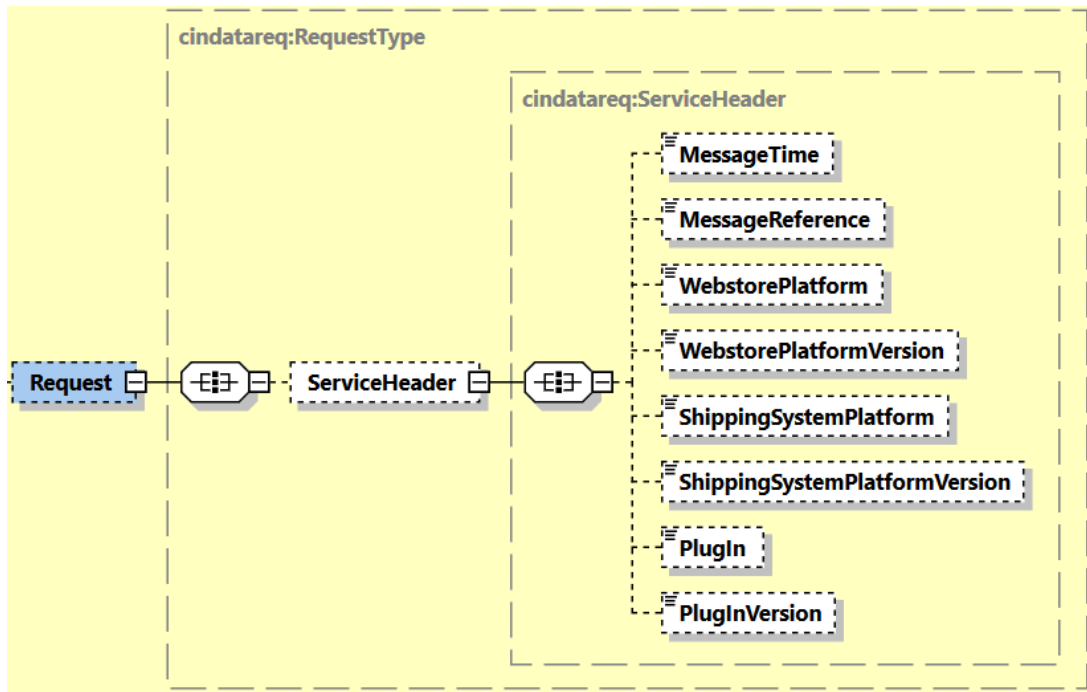 cindatareq:RequestType
cindatareq:ServiceHeader
MessageTime
MessageReference
WebstorePlatform
WebstorePlatformVersion
Request
ServiceHeader
ShippingSystemPlatform
ShippingSystemPlatformVersion
PlugIn
PlugInVersion